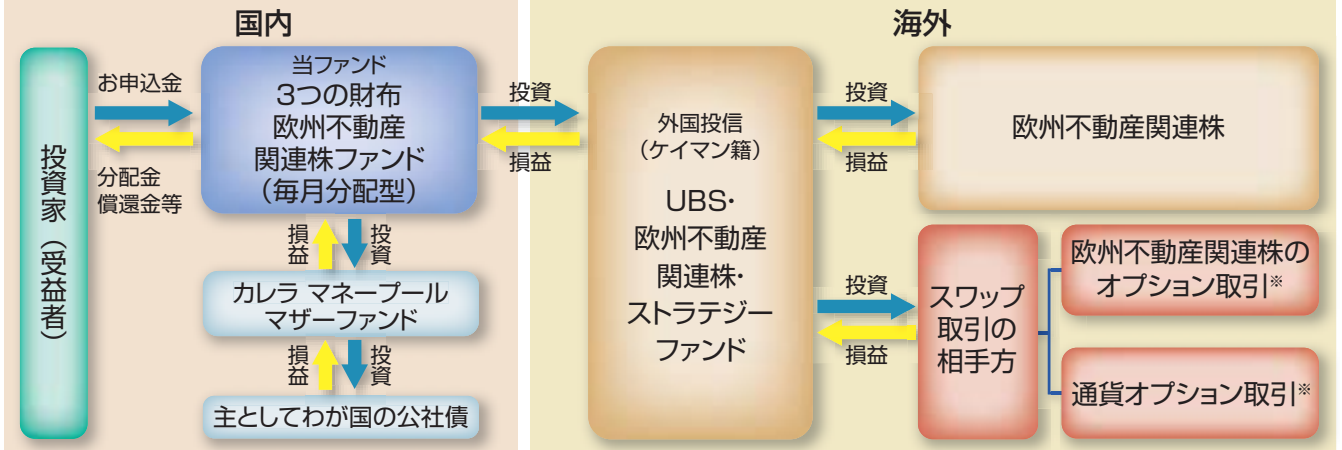 国内
海外
投資家(受益者)
お申込金
分配金
償還金等
当ファンド
3つの財布
欧州不動産
関連株ファンド
(毎月分配型)
損益
投資
カレラ マネープール
マザーファンド
損益
投資
主としてわが国の公社債
投資
損益
外国投信
(ケイマン籍)
UBS・
欧州不動産
関連株・
ストラテジー
ファンド
投資
損益
欧州不動産関連株
投資
損益
スワップ
取引の
相手方
欧州不動産関連株の
オプション取引※
通貨オプション取引※